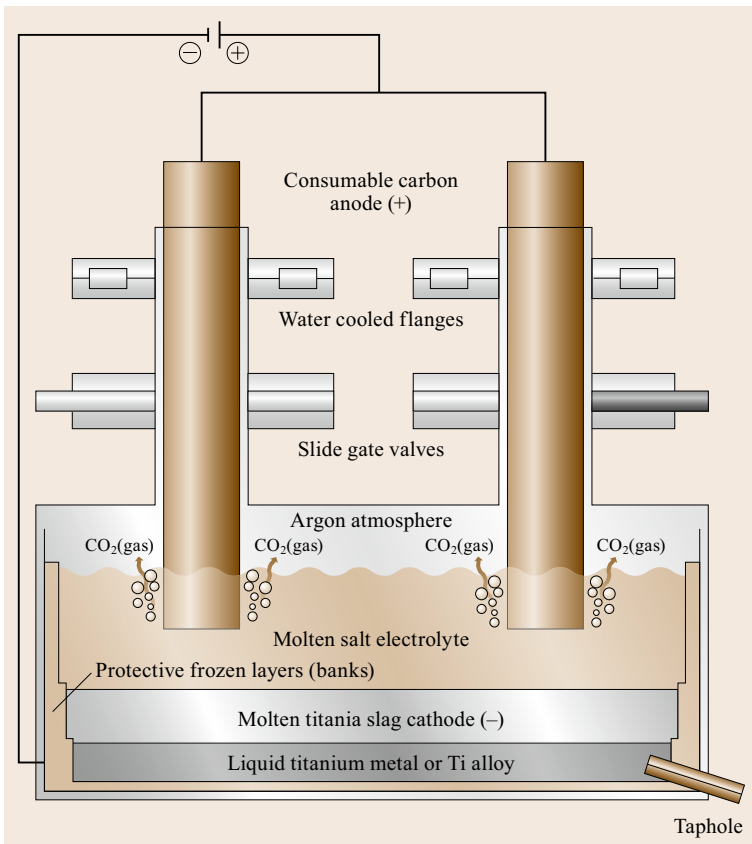 − +
Consumable carbon
anode (+)
Water cooled flanges
Slide gate valves
Argon atmosphere
CO₂(gas) CO₂(gas) CO₂(gas) CO₂(gas)
Molten salt electrolyte
Protective frozen layers (banks)
Molten titania slag cathode (–)
Liquid titanium metal or Ti alloy
Taphole